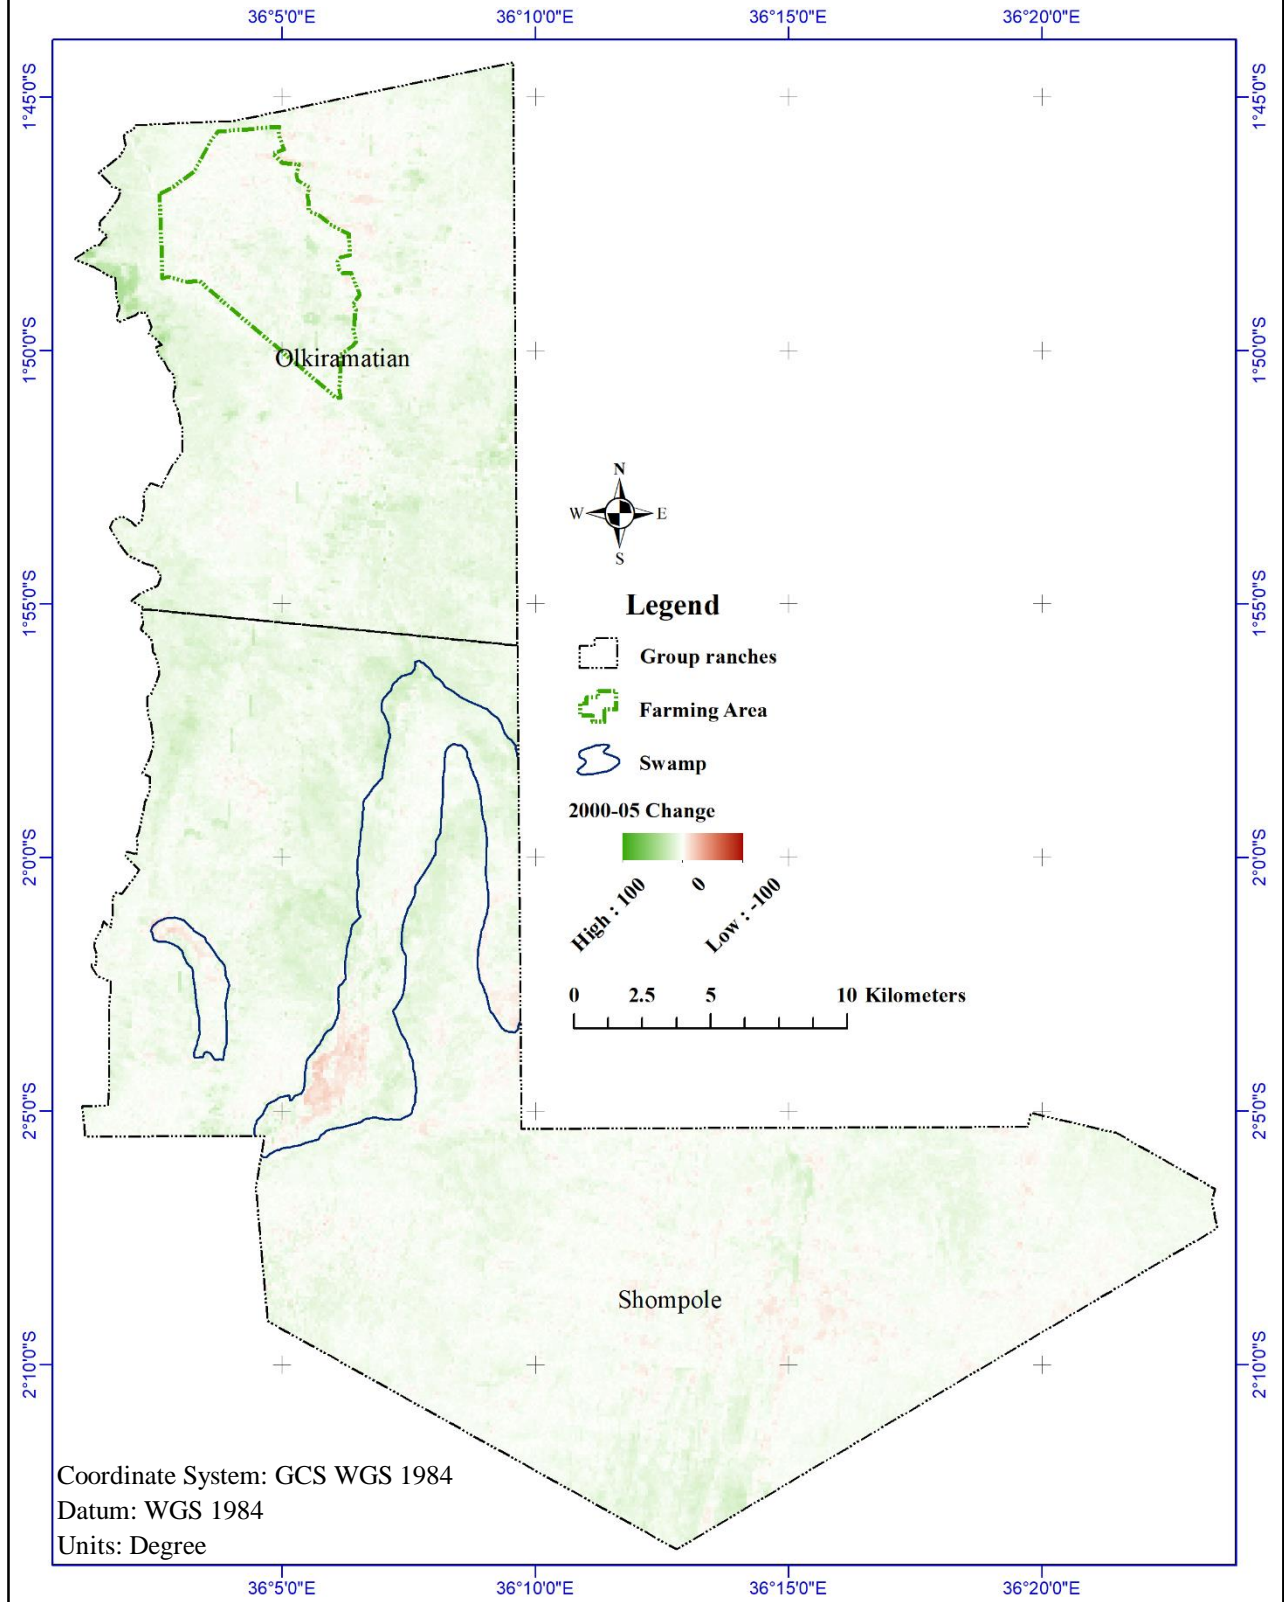 36°5'0"E 36°10'0"E 36°15'0"E 36°20'0"E
1°45'0"S 1°45'0"S
1°50'0"S 1°50'0"S
Olkiramatian
N
W E
S
1°55'0"S 1°55'0"S
Legend
Group ranches
Farming Area
Swamp
2000-05 Change
2°0'0"S 2°0'0"S
High : 100 0 Low : -100
0 2.5 5 10 Kilometers
2°5'0"S 2°5'0"S
Shompole
2°10'0"S 2°10'0"S
Coordinate System: GCS WGS 1984
Datum: WGS 1984
Units: Degree
36°5'0"E 36°10'0"E 36°15'0"E 36°20'0"E